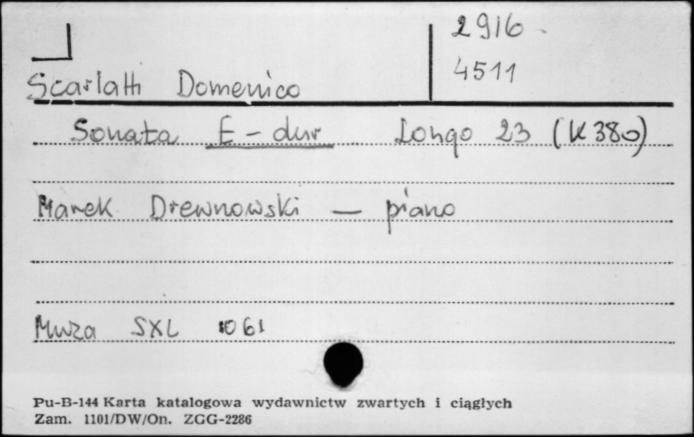 2916
4511
Scarlatti Domenico
Sonata E-dur Longo 23 (K 380)
Marek Drewnowski — piano
Muza SXL 1061
Pu-B-144 Karta katalogowa wydawnictw zwartych i ciągłych
Zam. 1101/DW/On. ZGG-2286